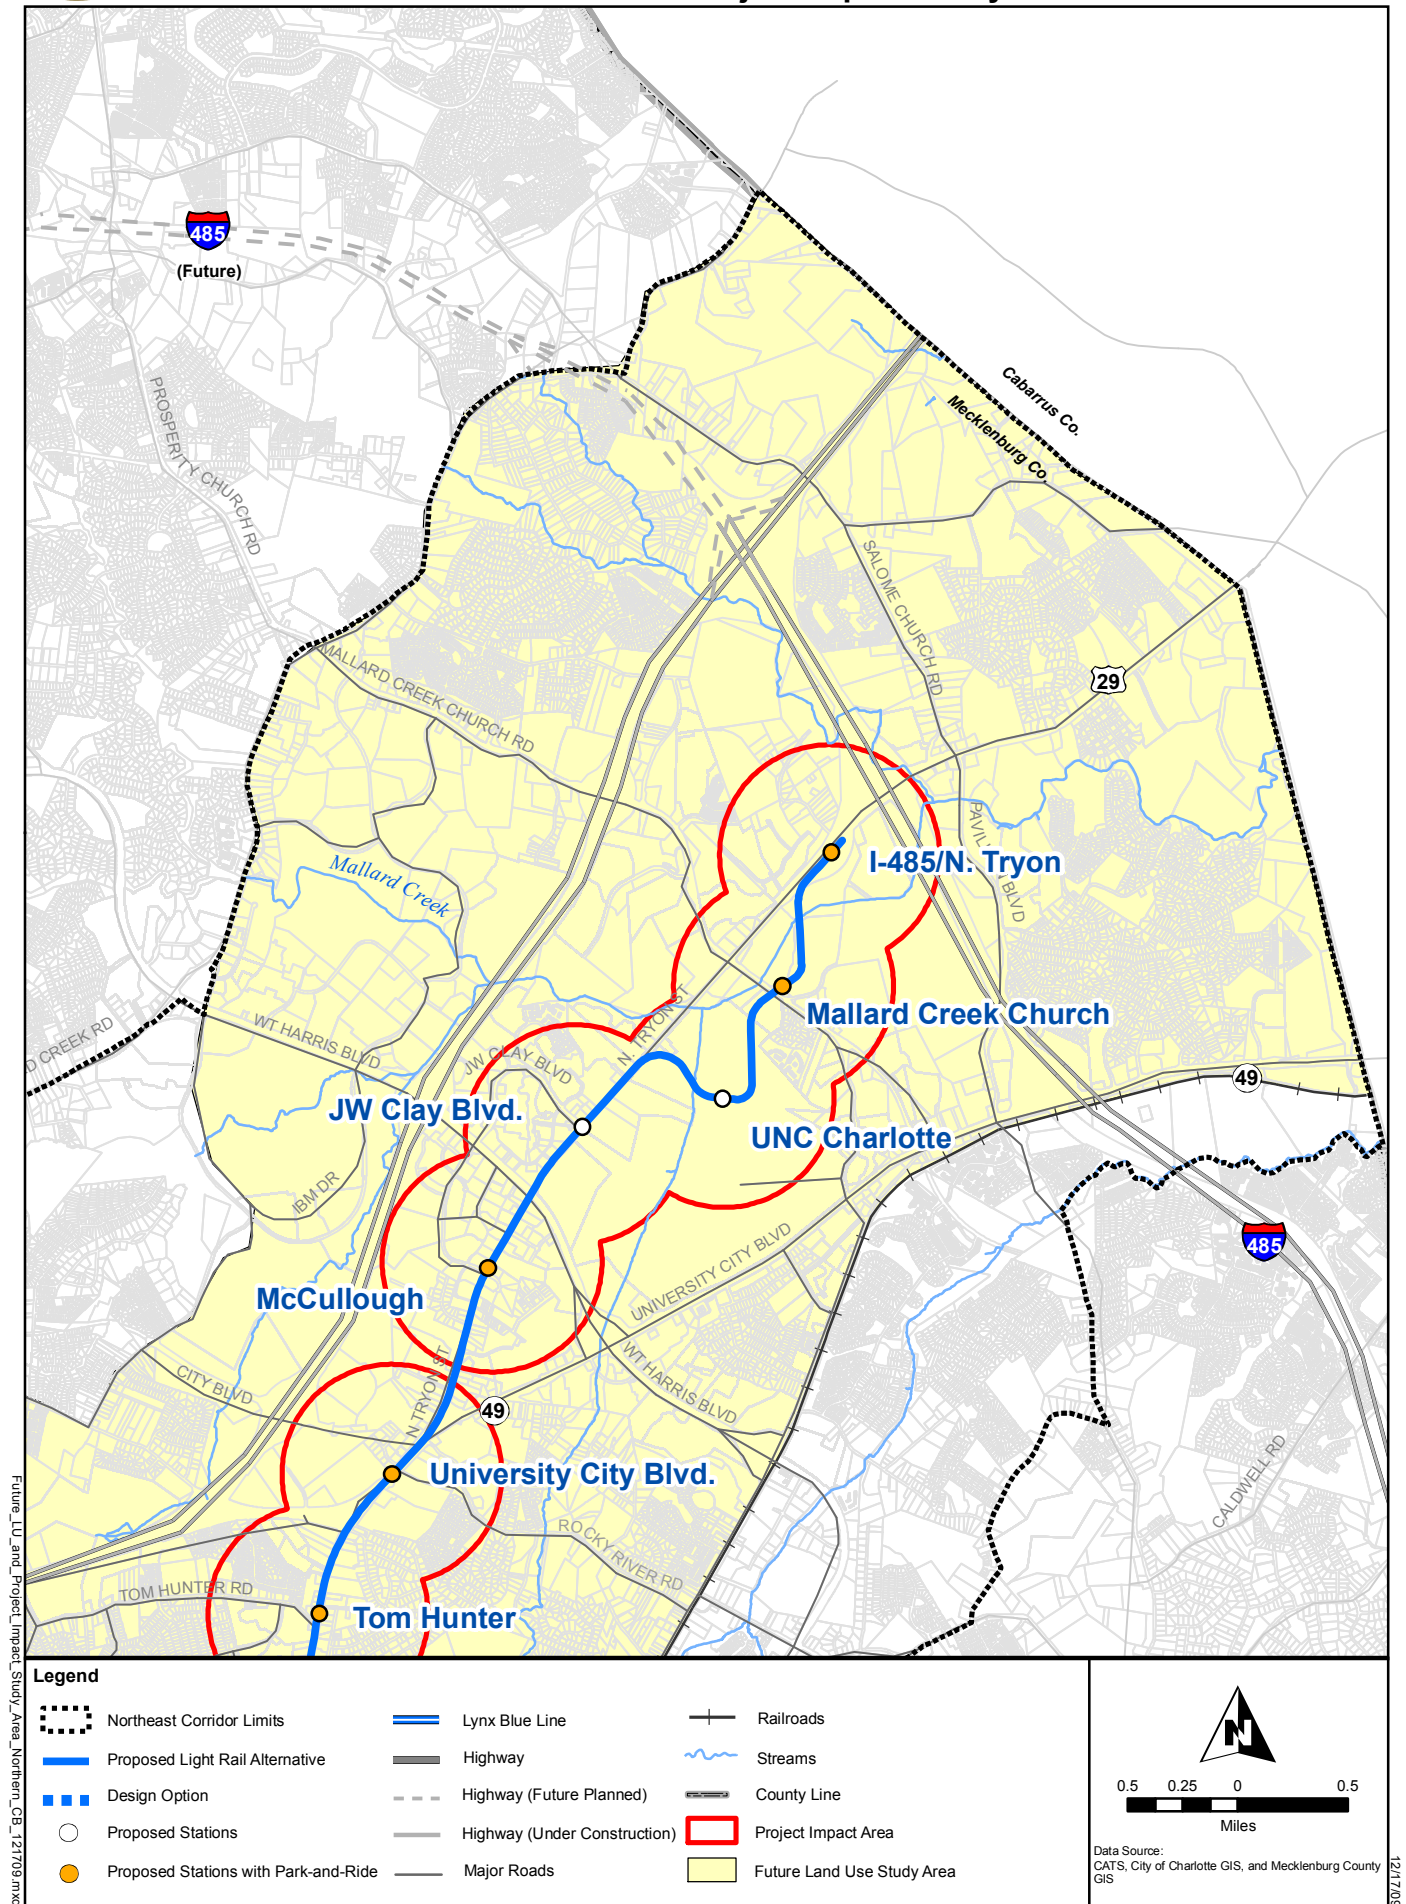 485
(Future)
Cabarrus Co.
Mecklenburg Co.
PROSPERITY CHURCH RD
SALOME CHURCH RD
29
MALLARD CREEK CHURCH RD
PAVIL
BLVD
I-485/N. Tryon
Mallard Creek
Mallard Creek Church
N. TRYON ST
D CREEK RD
WT HARRIS BLVD
JW CLAY BLVD
49
JW Clay Blvd.
UNC Charlotte
IBM DR
485
UNIVERSITY CITY BLVD
McCullough
WT HARRIS BLVD
CITY BLVD
N TRYON ST
49
CALDWELL RD
University City Blvd.
ROCKY RIVER RD
TOM HUNTER RD
Tom Hunter
Future_LU_and_Project_Impact_Study_Area_Northern_CB_121709.mxd
Legend
Northeast Corridor Limits
Proposed Light Rail Alternative
Design Option
Proposed Stations
Proposed Stations with Park-and-Ride
Lynx Blue Line
Highway
Highway (Future Planned)
Highway (Under Construction)
Major Roads
Railroads
Streams
County Line
Project Impact Area
Future Land Use Study Area
N
0.5 0.25 0 0.5
Miles
Data Source:
CATS, City of Charlotte GIS, and Mecklenburg County
GIS
12/17/09